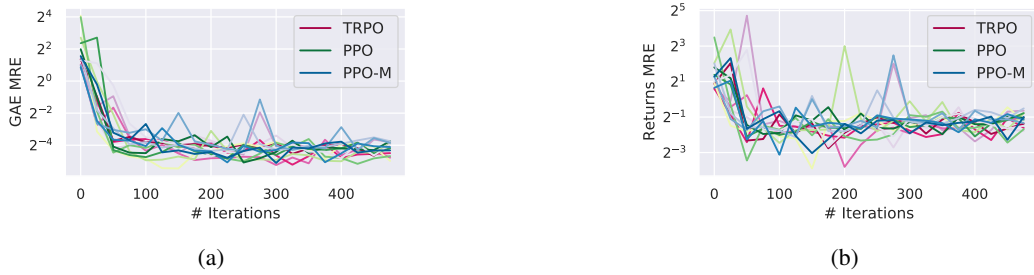 GAE MRE
2^4
2^2
2^0
2^−2
2^−4
0 100 200 300 400
# Iterations
TRPO
PPO
PPO-M
(a)
Returns MRE
2^5
2^3
2^1
2^−1
2^−3
0 100 200 300 400
# Iterations
TRPO
PPO
PPO-M
(b)